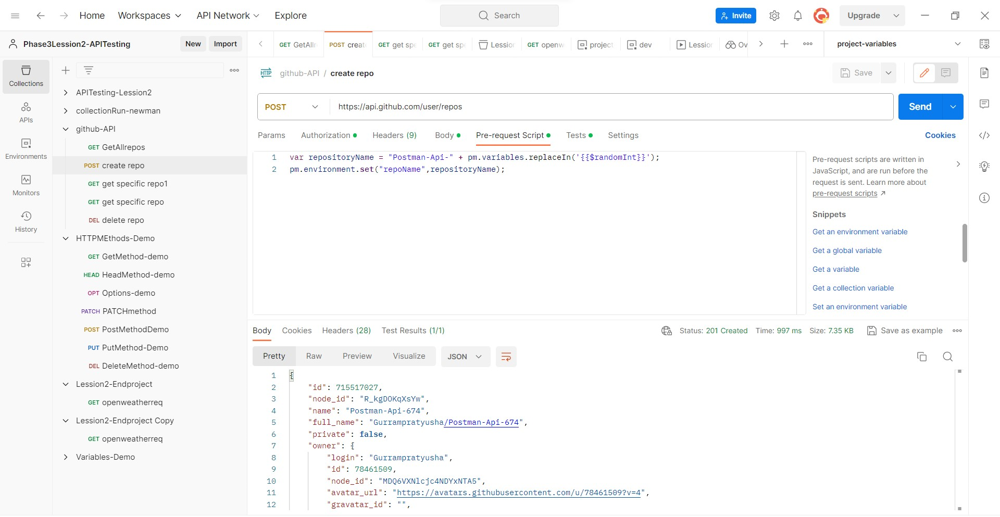 Home Workspaces API Network Explore Search Invite Upgrade
Phase3Lession2-APITesting New Import
GET GetAllr POST creat GET get sp GET get sp Lessio GET openw project dev Lession Ov project-variables
Collections
APIs
Environments
Monitors
History
APITesting-Lession2
collectionRun-newman
github-API
GET GetAllrepos
POST create repo
GET get specific repo1
GET get specific repo
DEL delete repo
HTTPMEthods-Demo
GET GetMethod-demo
HEAD HeadMethod-demo
OPT Options-demo
PATCH PATCHmethod
POST PostMethodDemo
PUT PutMethod-Demo
DEL DeleteMethod-demo
Lession2-Endproject
GET openweatherreq
Lession2-Endproject Copy
GET openweatherreq
Variables-Demo
HTTP github-API / create repo Save
POST https://api.github.com/user/repos Send
Params Authorization Headers (9) Body Pre-request Script Tests Settings Cookies
1 var repositoryName = "Postman-Api-" + pm.variables.replaceIn('{{$randomInt}}');
2 pm.environment.set("repoName",repositoryName);
Pre-request scripts are written in
JavaScript, and are run before the
request is sent. Learn more about
pre-request scripts ↗
Snippets
Get an environment variable
Get a global variable
Get a variable
Get a collection variable
Set an environment variable
Body Cookies Headers (28) Test Results (1/1) Status: 201 Created Time: 997 ms Size: 7.35 KB Save as example
Pretty Raw Preview Visualize JSON
1 {
2 "id": 715517027,
3 "node_id": "R_kgDOKqXsYw",
4 "name": "Postman-Api-674",
5 "full_name": "Gurrampratyusha/Postman-Api-674",
6 "private": false,
7 "owner": {
8 "login": "Gurrampratyusha",
9 "id": 78461509,
10 "node_id": "MDQ6VXNlcjc4NDYxNTA5",
11 "avatar_url": "https://avatars.githubusercontent.com/u/78461509?v=4",
12 "gravatar_id": "",